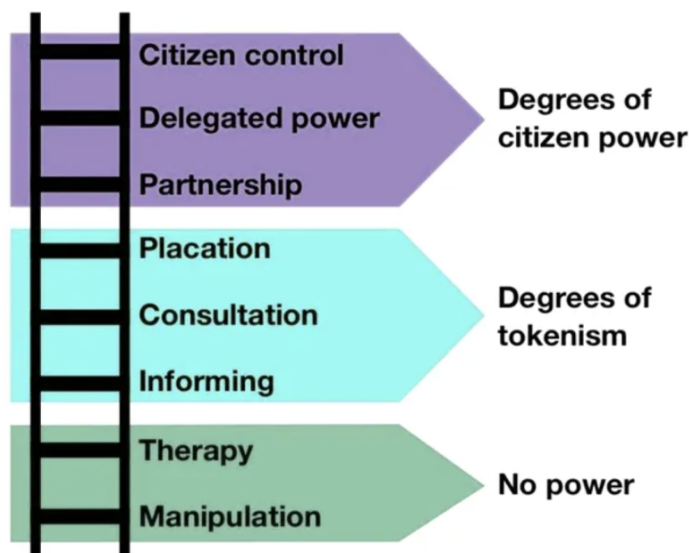 Citizen control
Delegated power
Partnership
Degrees of
citizen power
Placation
Consultation
Informing
Degrees of
tokenism
Therapy
Manipulation
No power